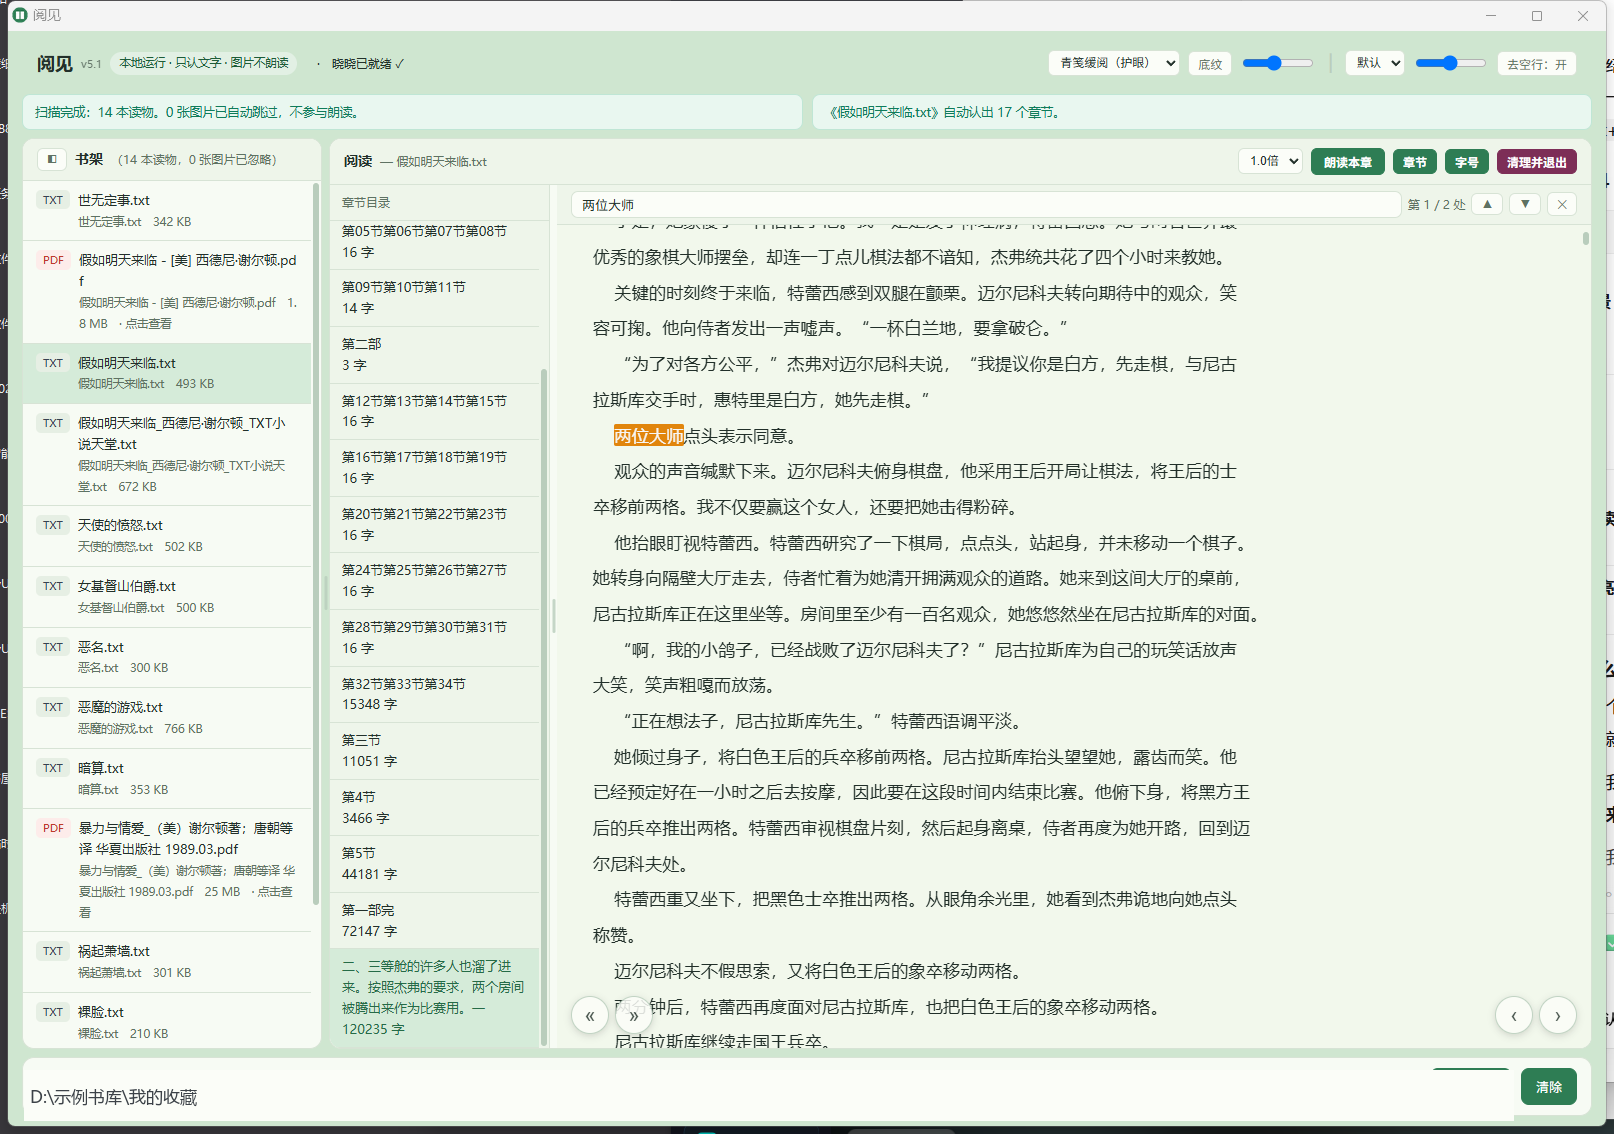 阅见
阅见 v5.1 本地运行 · 只认文字 · 图片不朗读 · 晓晓已就绪 ✓ 青笺缓阅（护眼） 底纹 默认 去空行：开
扫描完成：14 本读物。0 张图片已自动跳过，不参与朗读。
《假如明天来临.txt》自动认出 17 个章节。
书架 （14 本读物，0 张图片已忽略）
TXT 世无定事.txt
世无定事.txt 342 KB
PDF 假如明天来临 - [美] 西德尼·谢尔顿.pd
f
假如明天来临 - [美] 西德尼·谢尔顿.pdf 1.
8 MB · 点击查看
TXT 假如明天来临.txt
假如明天来临.txt 493 KB
TXT 假如明天来临_西德尼·谢尔顿_TXT小
说天堂.txt
假如明天来临_西德尼·谢尔顿_TXT小说天
堂.txt 672 KB
TXT 天使的愤怒.txt
天使的愤怒.txt 502 KB
TXT 女基督山伯爵.txt
女基督山伯爵.txt 500 KB
TXT 恶名.txt
恶名.txt 300 KB
TXT 恶魔的游戏.txt
恶魔的游戏.txt 766 KB
TXT 暗算.txt
暗算.txt 353 KB
PDF 暴力与情爱_（美）谢尔顿著；唐朝等
译 华夏出版社 1989.03.pdf
暴力与情爱_（美）谢尔顿著；唐朝等译 华
夏出版社 1989.03.pdf 25 MB · 点击查
看
TXT 祸起萧墙.txt
祸起萧墙.txt 301 KB
TXT 裸脸.txt
裸脸.txt 210 KB
阅读 — 假如明天来临.txt 1.0倍 朗读本章 章节 字号 清理并退出
章节目录
第05节第06节第07节第08节
16 字
第09节第10节第11节
14 字
第二部
3 字
第12节第13节第14节第15节
16 字
第16节第17节第18节第19节
16 字
第20节第21节第22节第23节
16 字
第24节第25节第26节第27节
16 字
第28节第29节第30节第31节
16 字
第32节第33节第34节
15348 字
第三节
11051 字
第4节
3466 字
第5节
44181 字
第一部完
72147 字
二、三等舱的许多人也溜了进
来。按照杰弗的要求，两个房间
被腾出来作为比赛用。一
120235 字
两位大师 第 1 / 2 处 ▲ ▼ ×
优秀的象棋大师摆垒，却连一丁点儿棋法都不谙知，杰弗统共花了四个小时来教她。
关键的时刻终于来临，特蕾西感到双腿在颤栗。迈尔尼科夫转向期待中的观众，笑
容可掬。他向侍者发出一声嘘声。“一杯白兰地，要拿破仑。”
“为了对各方公平，”杰弗对迈尔尼科夫说，“我提议你是白方，先走棋，与尼古
拉斯库交手时，惠特里是白方，她先走棋。”
两位大师点头表示同意。
观众的声音缄默下来。迈尔尼科夫俯身棋盘，他采用王后开局让棋法，将王后的士
卒移前两格。我不仅要赢这个女人，还要把她击得粉碎。
他抬眼盯视特蕾西。特蕾西研究了一下棋局，点点头，站起身，并未移动一个棋子。
她转身向隔壁大厅走去，侍者忙着为她清开拥满观众的道路。她来到这间大厅的桌前，
尼古拉斯库正在这里坐等。房间里至少有一百名观众，她悠悠然坐在尼古拉斯库的对面。
“啊，我的小鸽子，已经战败了迈尔尼科夫了？”尼古拉斯库为自己的玩笑话放声
大笑，笑声粗嘎而放荡。
“正在想法子，尼古拉斯库先生。”特蕾西语调平淡。
她倾过身子，将白色王后的兵卒移前两格。尼古拉斯库抬头望望她，露齿而笑。他
已经预定好在一小时之后去按摩，因此要在这段时间内结束比赛。他俯下身，将黑方王
后的兵卒推出两格。特蕾西审视棋盘片刻，然后起身离桌，侍者再度为她开路，回到迈
尔尼科夫处。
特蕾西重又坐下，把黑色士卒推出两格。从眼角余光里，她看到杰弗诡地向她点头
称赞。
迈尔尼科夫不假思索，又将白色王后的象卒移动两格。
两分钟后，特蕾西再度面对尼古拉斯库，也把白色王后的象卒移动两格。
尼古拉斯库继续走国王兵卒。
« » ‹ ›
D:\示例书库\我的收藏 清除